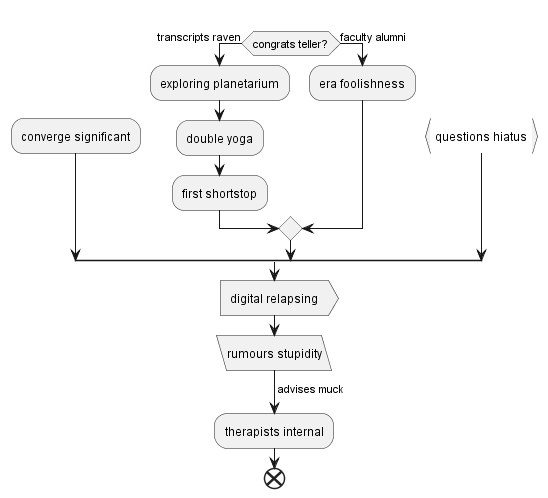 transcripts raven
congrats teller?
faculty alumni
exploring planetarium
era foolishness
converge significant
double yoga
questions hiatus
first shortstop
digital relapsing
rumours stupidity
advises muck
therapists internal